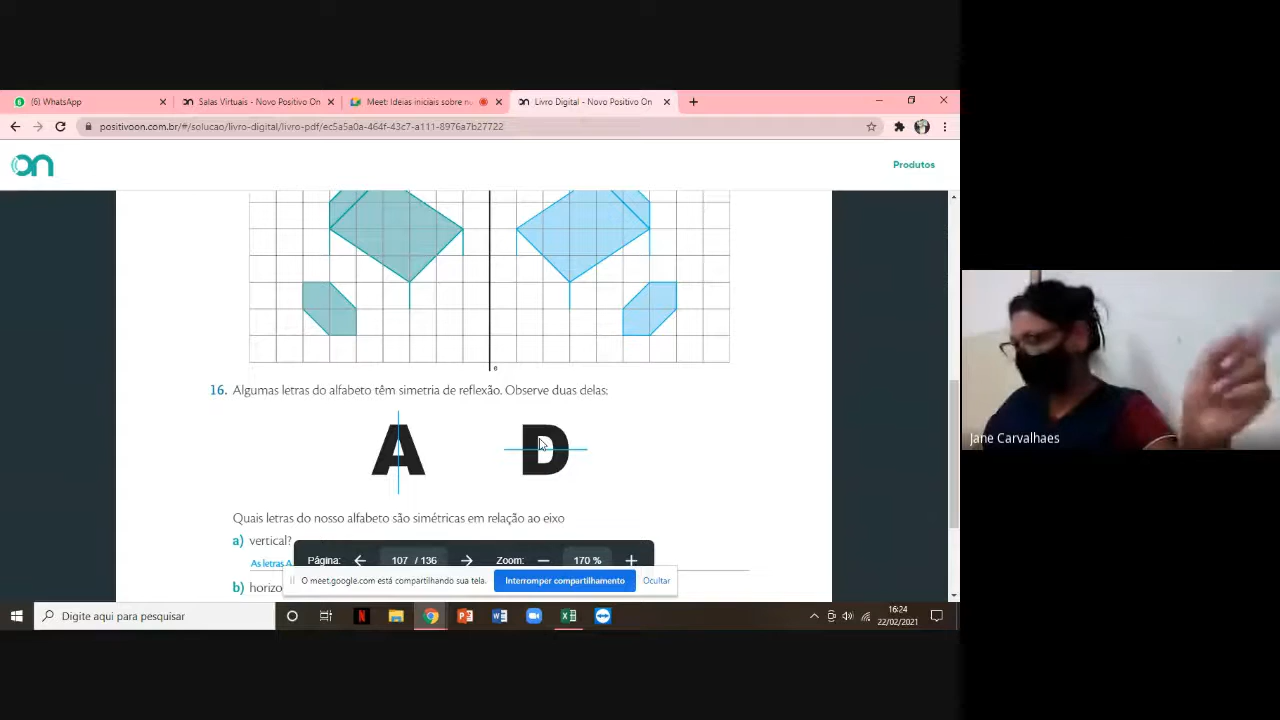 (6) WhatsApp
Salas Virtuais - Novo Positivo On
Meet: Ideias iniciais sobre nu
Livro Digital - Novo Positivo On
positivoon.com.br/#/solucao/livro-digital/livro-pdf/ec5a5a0a-464f-43c7-a111-8976a7b27722
on
Produtos
e
16. Algumas letras do alfabeto têm simetria de reflexão. Observe duas delas:
A D
Quais letras do nosso alfabeto são simétricas em relação ao eixo
a) vertical?
As letras A
b) horizo
Página: 107 / 136 Zoom: 170 %
O meet.google.com está compartilhando sua tela. Interromper compartilhamento Ocultar
Digite aqui para pesquisar
16:24
22/02/2021
Jane Carvalhaes